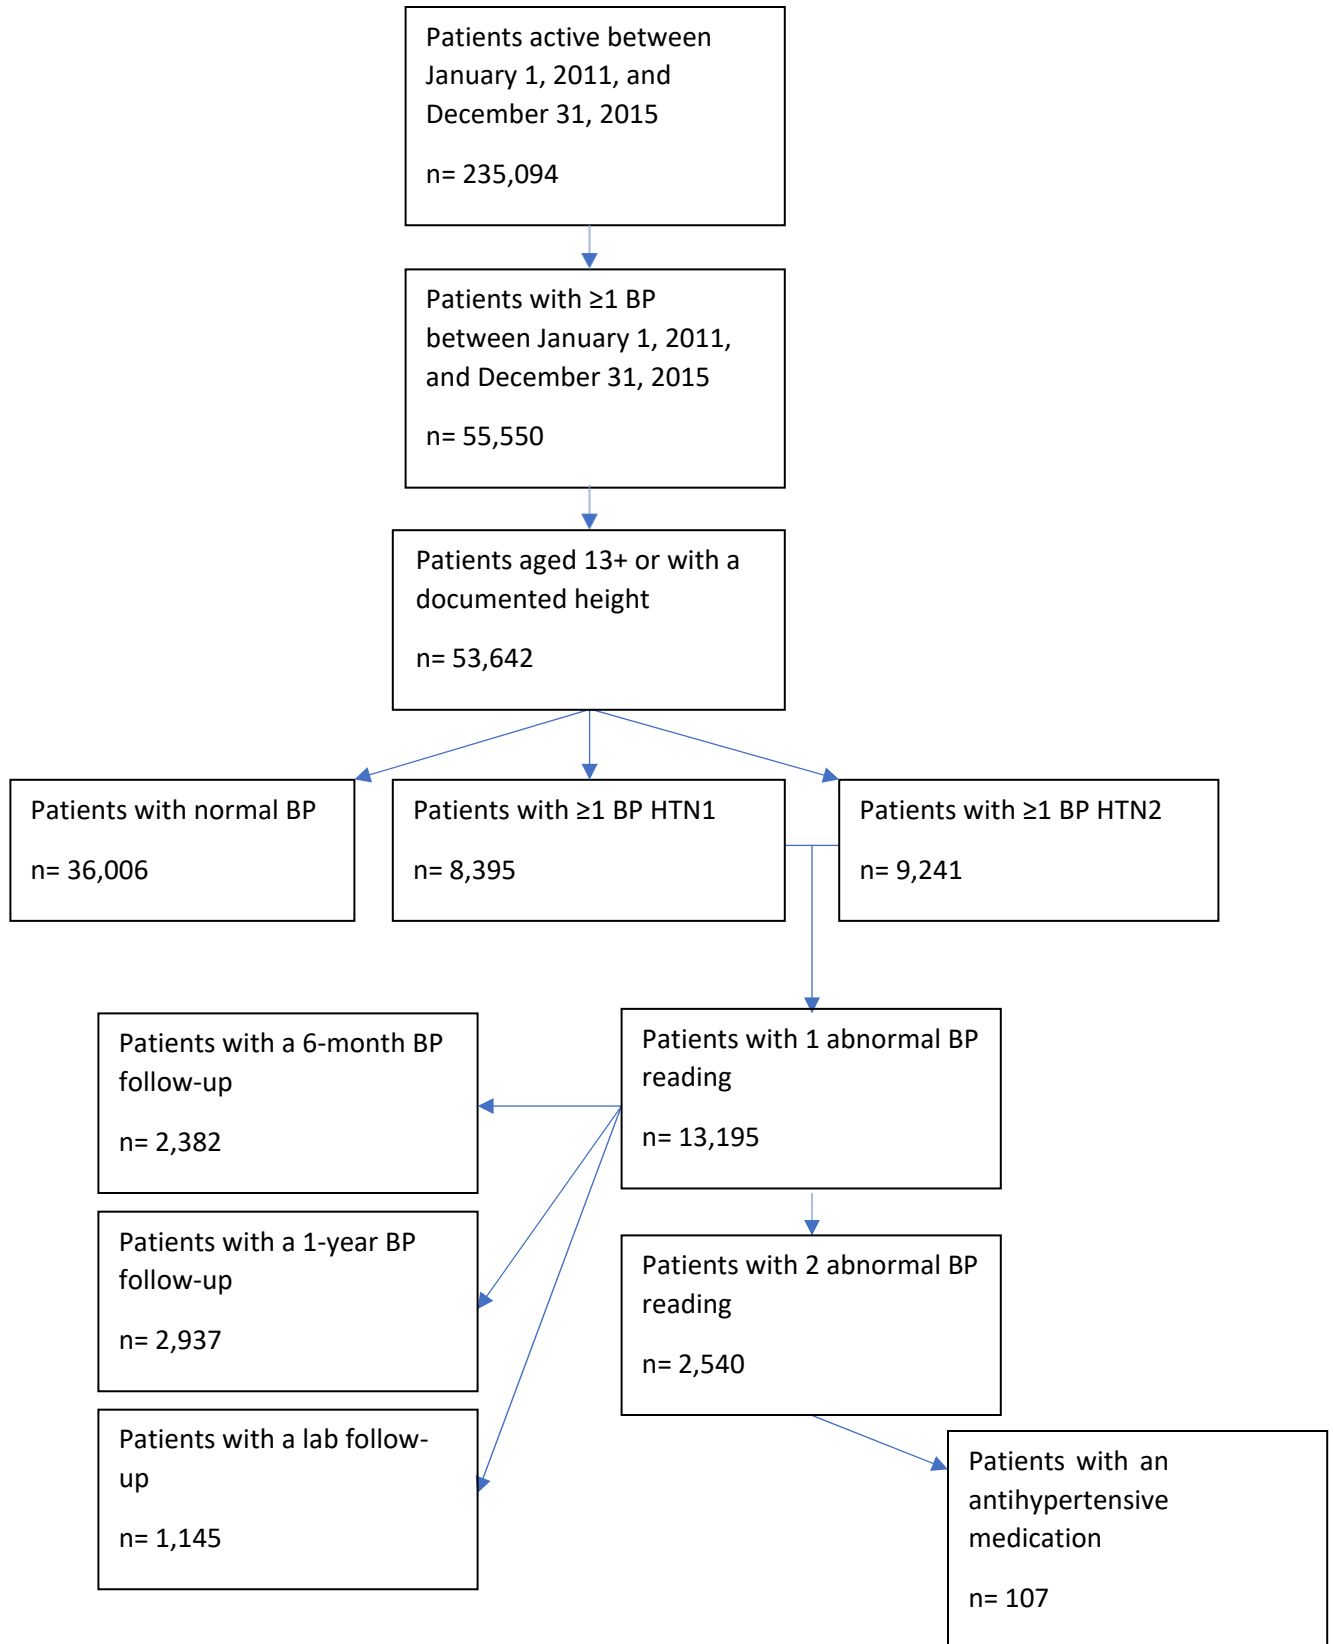 Patients active between
January 1, 2011, and
December 31, 2015
n= 235,094
Patients with ≥1 BP
between January 1, 2011,
and December 31, 2015
n= 55,550
Patients aged 13+ or with a
documented height
n= 53,642
Patients with normal BP
n= 36,006
Patients with ≥1 BP HTN1
n= 8,395
Patients with ≥1 BP HTN2
n= 9,241
Patients with a 6-month BP
follow-up
n= 2,382
Patients with 1 abnormal BP
reading
n= 13,195
Patients with a 1-year BP
follow-up
n= 2,937
Patients with 2 abnormal BP
reading
n= 2,540
Patients with a lab follow-
up
n= 1,145
Patients with an
antihypertensive
medication
n= 107